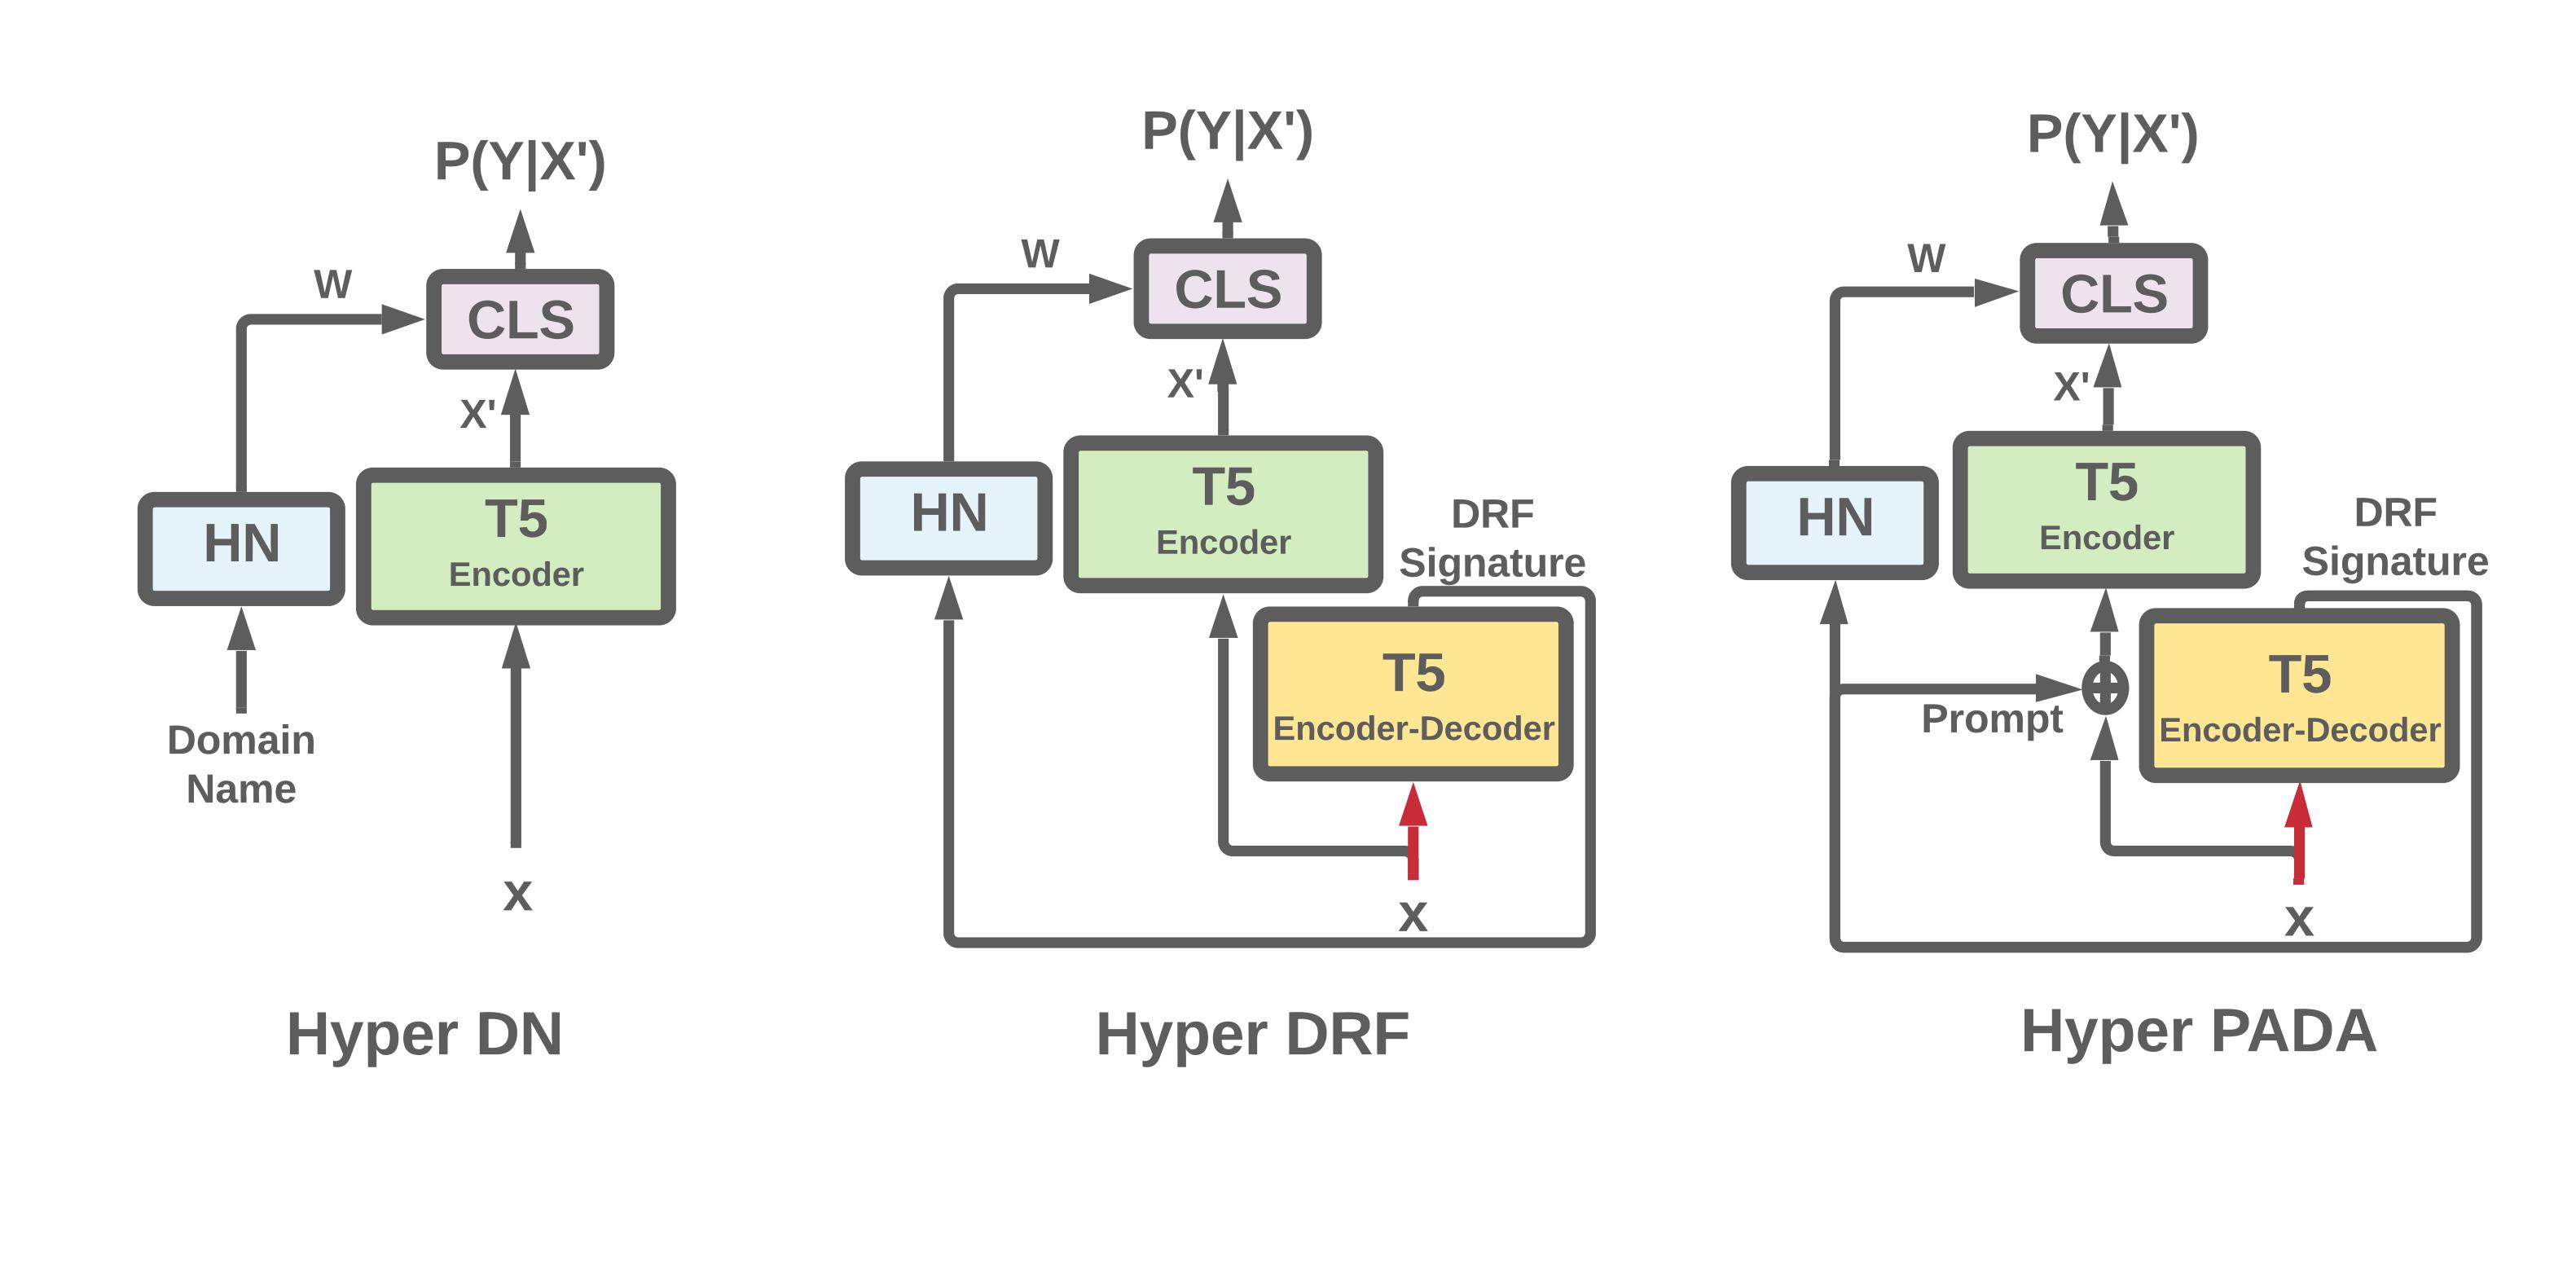 P(Y|X')
W
CLS
X'
HN
T5
Encoder
Domain
Name
x
Hyper DN
P(Y|X')
W
CLS
X'
HN
T5
Encoder
DRF
Signature
T5
Encoder-Decoder
x
Hyper DRF
P(Y|X')
W
CLS
X'
HN
T5
Encoder
DRF
Signature
Prompt
T5
Encoder-Decoder
x
Hyper PADA